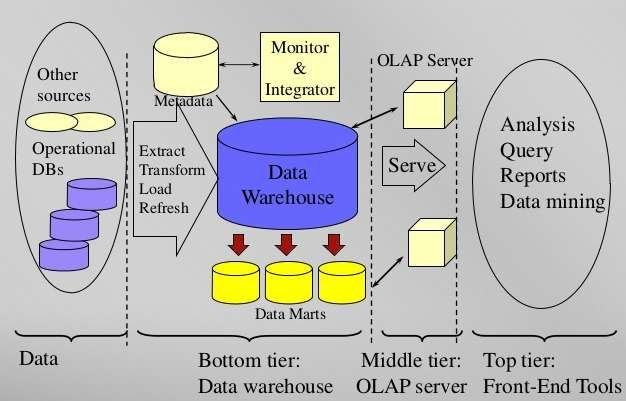 Other
sources
Operational
DBs
Metadata
Monitor
&
Integrator
Extract
Transform
Load
Refresh
Data
Warehouse
Data Marts
OLAP Server
Serve
Analysis
Query
Reports
Data mining
Data
Bottom tier:
Data warehouse
Middle tier:
OLAP server
Top tier:
Front-End Tools